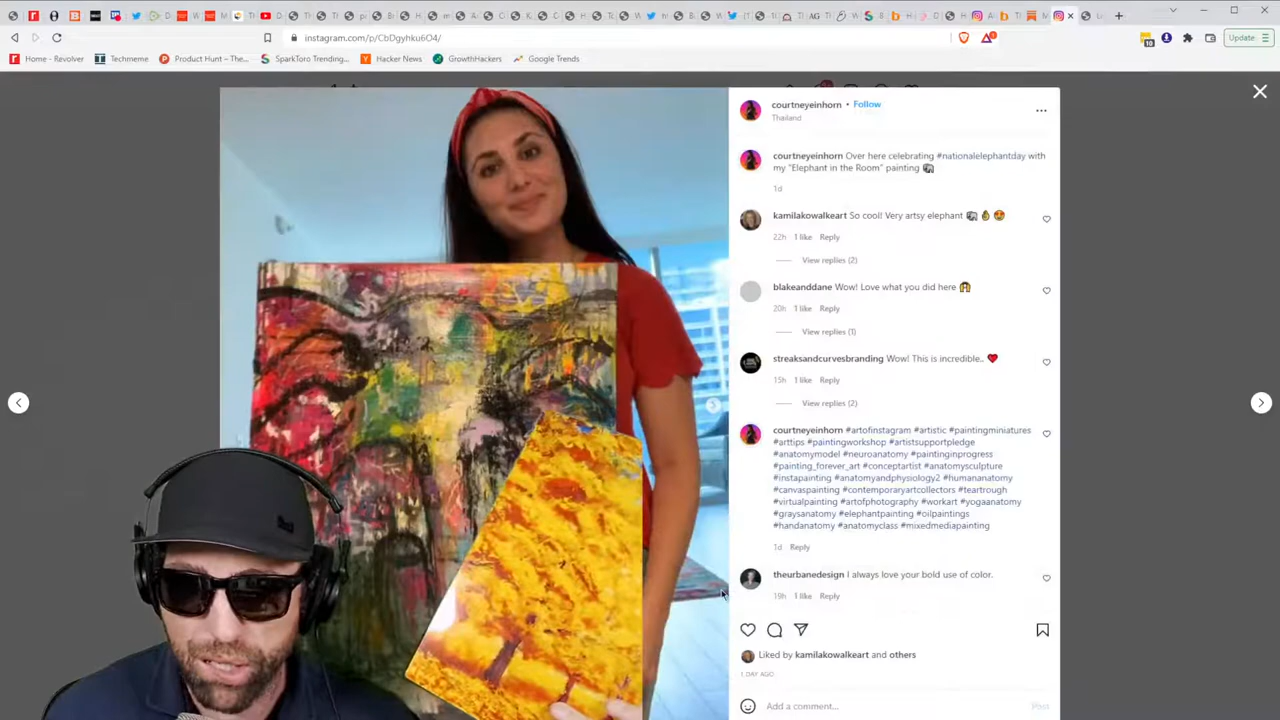 Update:
instagram.com/p/CbDgyhku6O4/
10
Home - Revolver
Techmeme
Product Hunt – The...
SparkToro Trending...
Hacker News
GrowthHackers
Google Trends
courtneyeinhorn • Follow
Thailand
courtneyeinhorn Over here celebrating #nationalelephantday with
my "Elephant in the Room" painting
1d
kamilakowalkeart So cool! Very artsy elephant
22h 1 like Reply
View replies (2)
blakeanddane Wow! Love what you did here
20h 1 like Reply
View replies (1)
streaksandcurvesbranding Wow! This is incredible..
15h 1 like Reply
View replies (2)
courtneyeinhorn #artofinstagram #artistic #paintingminiatures
#arttips #paintingworkshop #artistsupportpledge
#anatomymodel #neuroanatomy #paintinginprogress
#painting_forever_art #conceptartist #anatomysculpture
#instapainting #anatomyandphysiology2 #humananatomy
#canvaspainting #contemporaryartcollectors #teartrough
#virtualpainting #artofphotography #workart #yogaanatomy
#graysanatomy #elephantpainting #oilpaintings
#handanatomy #anatomyclass #mixedmediapainting
1d Reply
theurbanedesign I always love your bold use of color.
19h 1 like Reply
Liked by kamilakowalkeart and others
1 DAY AGO
Add a comment...
Post